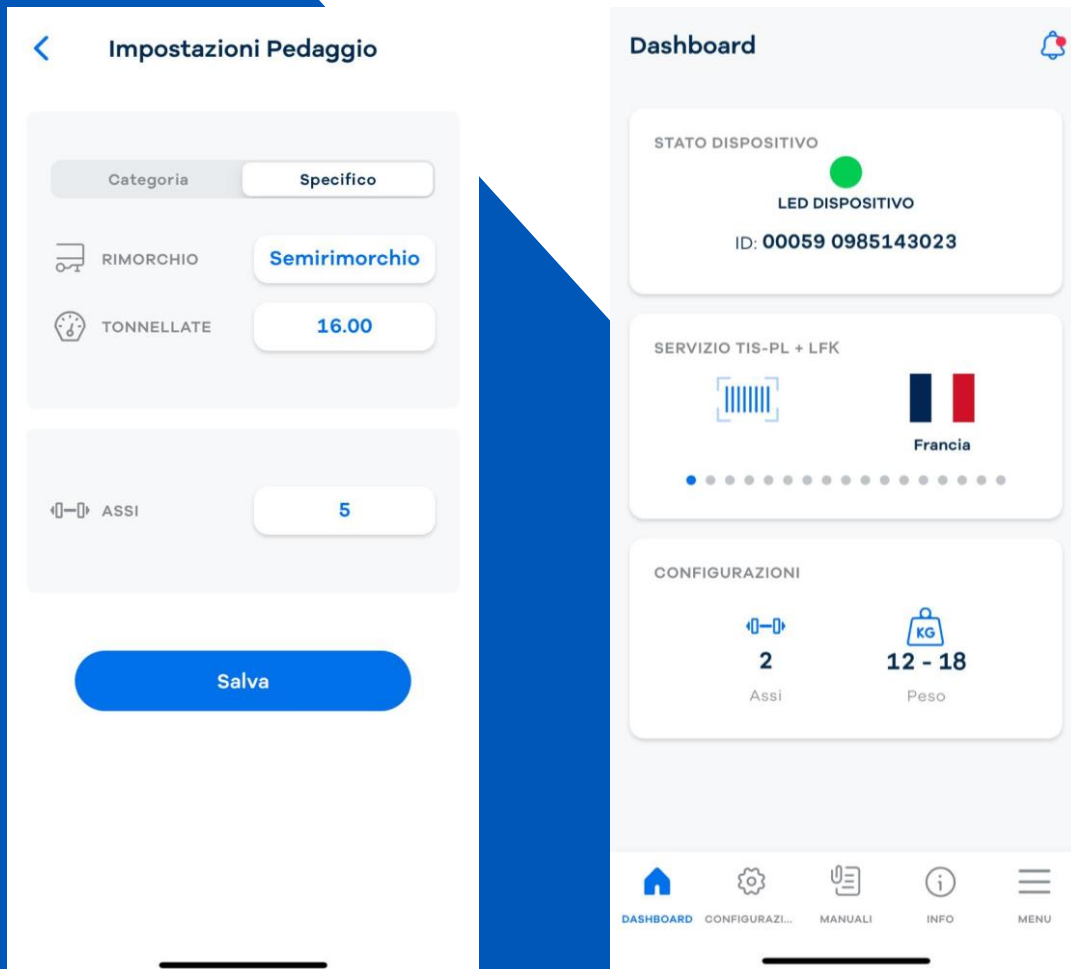 Impostazioni Pedaggio
Categoria
Specifico
RIMORCHIO
Semirimorchio
TONNELLATE
16.00
ASSI
5
Salva
Dashboard
STATO DISPOSITIVO
LED DISPOSITIVO
ID: 00059 0985143023
SERVIZIO TIS-PL + LFK
Francia
CONFIGURAZIONI
KG
2
12 - 18
Assi
Peso
DASHBOARD
CONFIGURAZI...
MANUALI
INFO
MENU